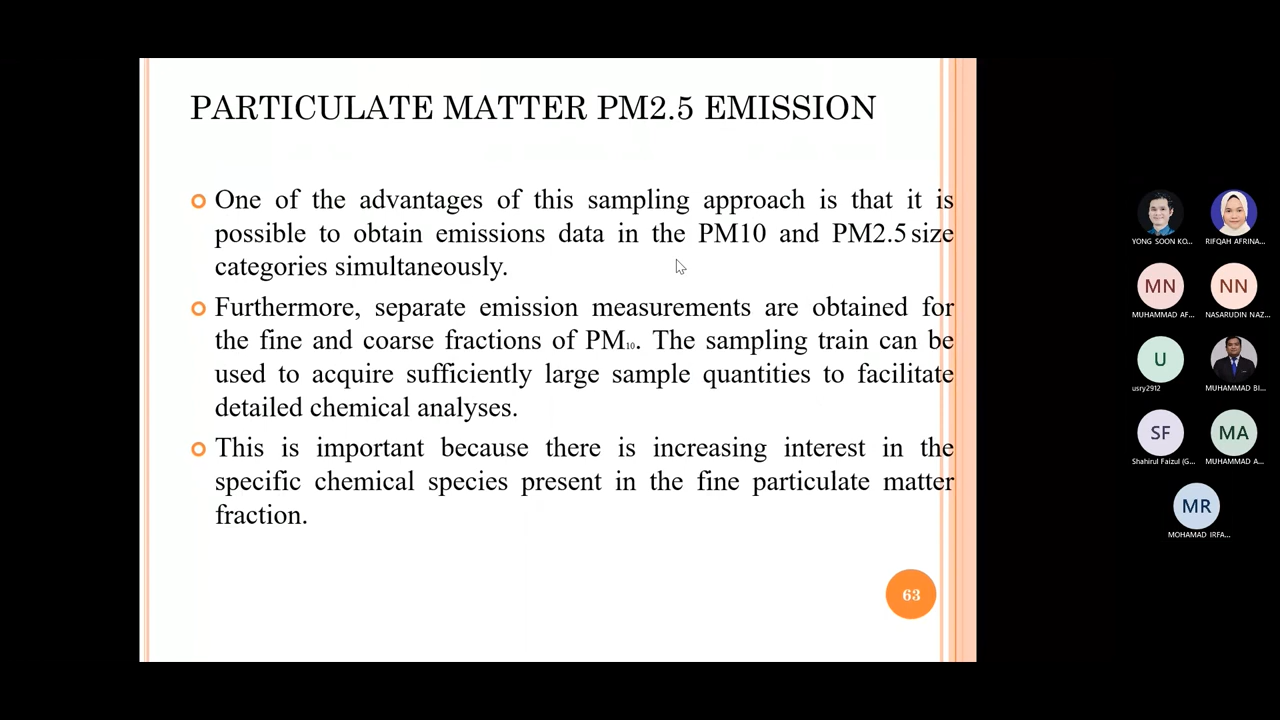 PARTICULATE MATTER PM2.5 EMISSION
One of the advantages of this sampling approach is that it is
possible to obtain emissions data in the PM10 and PM2.5 size
categories simultaneously.
Furthermore, separate emission measurements are obtained for
the fine and coarse fractions of PM10. The sampling train can be
used to acquire sufficiently large sample quantities to facilitate
detailed chemical analyses.
This is important because there is increasing interest in the
specific chemical species present in the fine particulate matter
fraction.
63
YONG SOON KO...
RIFQAH AFRINA...
MN
NN
MUHAMMAD AF...
NASARUDIN NAZ...
U
usry2912
MUHAMMAD BI...
SF
MA
Shahirul Faizul (G...
MUHAMMAD A...
MR
MOHAMAD IRFA...